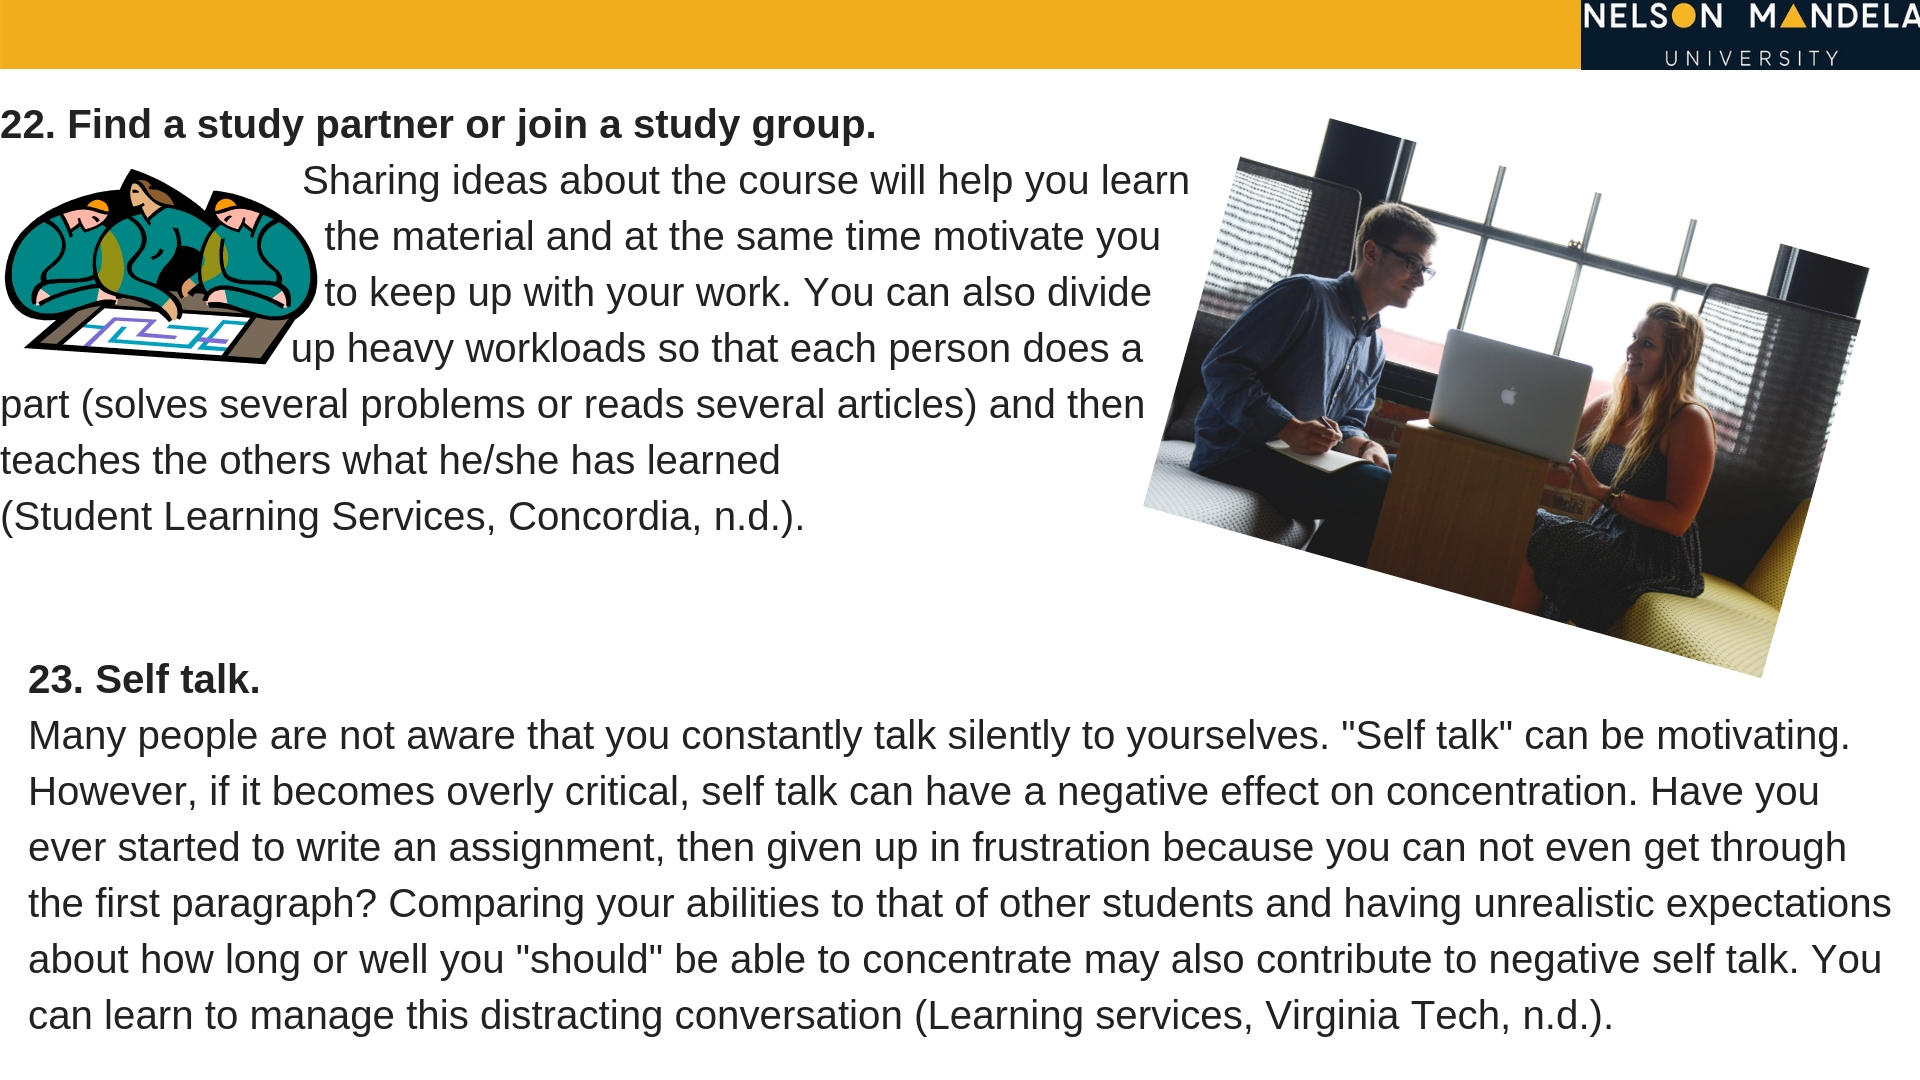 NELSON MANDELA
UNIVERSITY
22. Find a study partner or join a study group.
Sharing ideas about the course will help you learn
the material and at the same time motivate you
to keep up with your work. You can also divide
up heavy workloads so that each person does a
part (solves several problems or reads several articles) and then
teaches the others what he/she has learned
(Student Learning Services, Concordia, n.d.).
23. Self talk.
Many people are not aware that you constantly talk silently to yourselves. "Self talk" can be motivating.
However, if it becomes overly critical, self talk can have a negative effect on concentration. Have you
ever started to write an assignment, then given up in frustration because you can not even get through
the first paragraph? Comparing your abilities to that of other students and having unrealistic expectations
about how long or well you "should" be able to concentrate may also contribute to negative self talk. You
can learn to manage this distracting conversation (Learning services, Virginia Tech, n.d.).